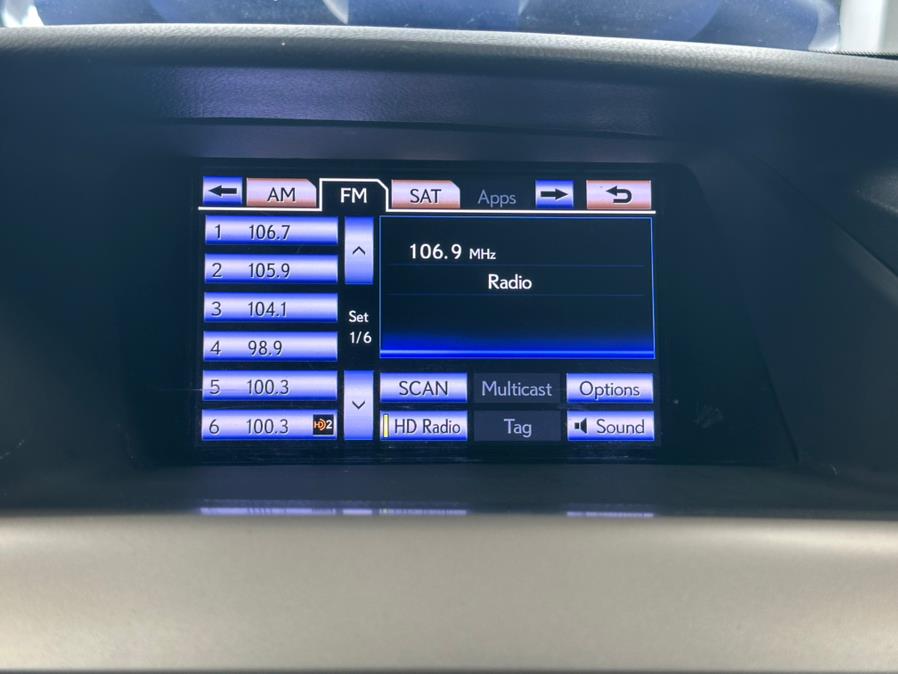 AM FM SAT Apps
1 106.7
2 105.9
3 104.1
4 98.9
5 100.3
6 100.3 HD2
Set
1/6
106.9 MHz
Radio
SCAN Multicast Options
HD Radio Tag Sound